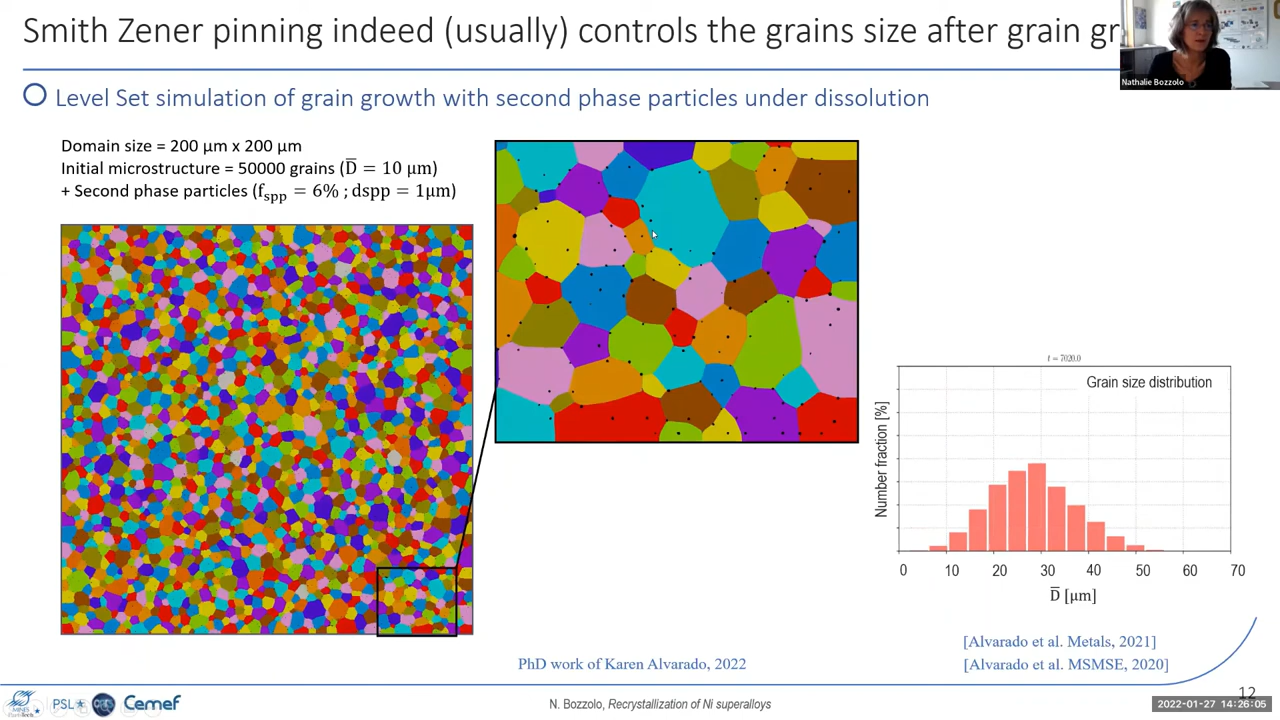 Smith Zener pinning indeed (usually) controls the grains size after grain gr
Nathalie Bozzolo
Level Set simulation of grain growth with second phase particles under dissolution
Domain size = 200 µm x 200 µm
Initial microstructure = 50000 grains (D̅ = 10 µm)
+ Second phase particles (fspp = 6% ; dspp = 1µm)
t = 7020.0
Grain size distribution
Number fraction [%]
0 10 20 30 40 50 60 70
D̅ [µm]
[Alvarado et al. Metals, 2021]
PhD work of Karen Alvarado, 2022
[Alvarado et al. MSMSE, 2020]
12
MINES
PSL
Cemef
N. Bozzolo, Recrystallization of Ni superalloys
2022-01-27 14:26:05